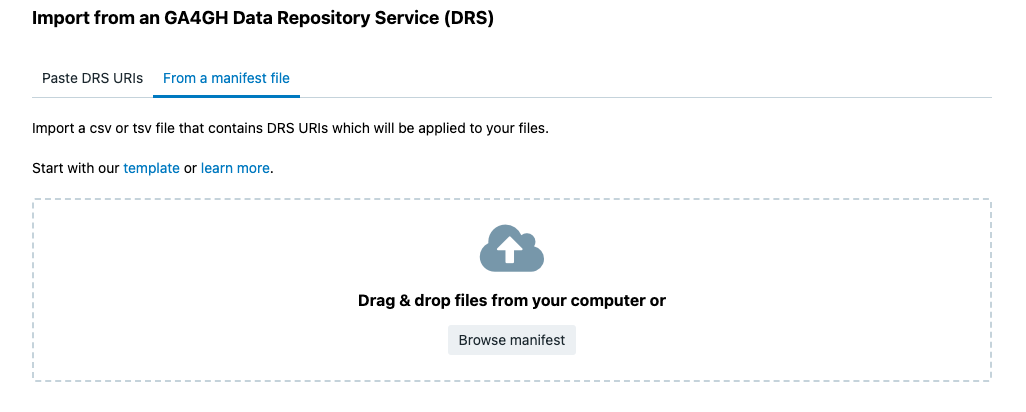 Import from an GA4GH Data Repository Service (DRS)
Paste DRS URIs From a manifest file
Import a csv or tsv file that contains DRS URIs which will be applied to your files.
Start with our template or learn more.
Drag & drop files from your computer or
Browse manifest